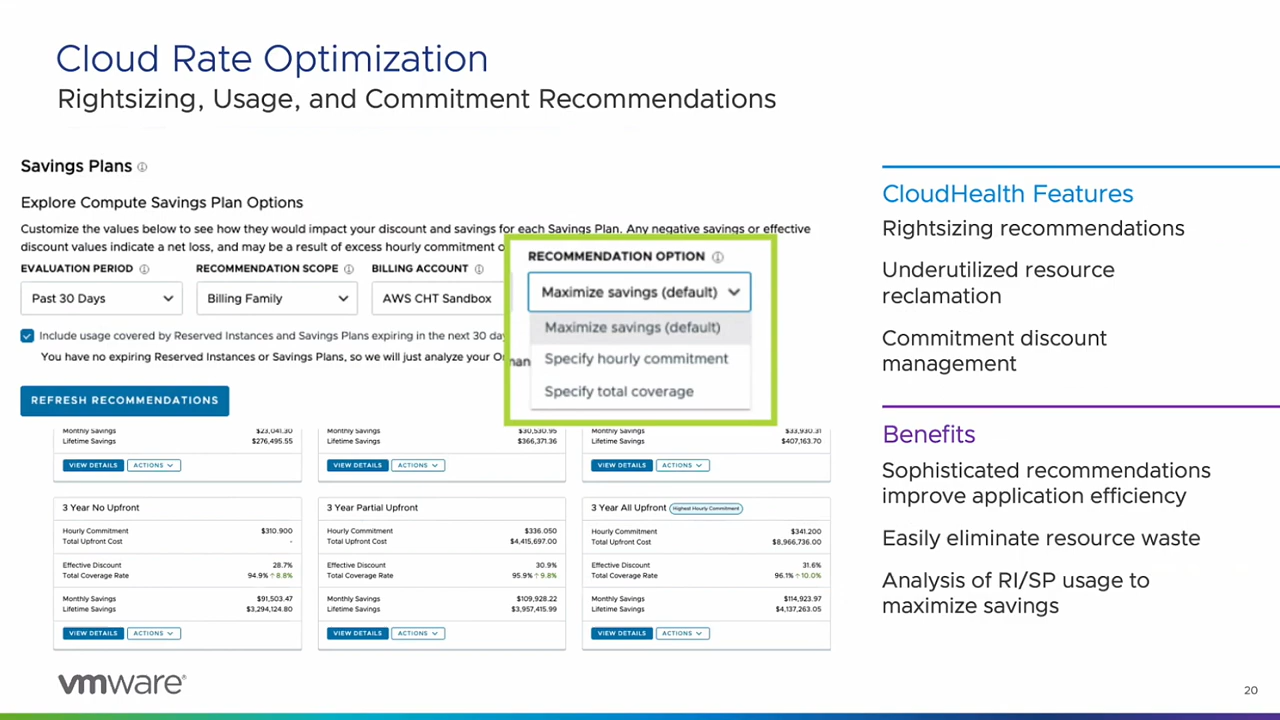 Cloud Rate Optimization
Rightsizing, Usage, and Commitment Recommendations
Savings Plans
Explore Compute Savings Plan Options
Customize the values below to see how they would impact your discount and savings for each Savings Plan. Any negative savings or effective
discount values indicate a net loss, and may be a result of excess hourly commitment o
EVALUATION PERIOD
RECOMMENDATION SCOPE
BILLING ACCOUNT
Past 30 Days
Billing Family
AWS CHT Sandbox
Include usage covered by Reserved Instances and Savings Plans expiring in the next 30 day
You have no expiring Reserved Instances or Savings Plans, so we will just analyze your On
man
REFRESH RECOMMENDATIONS
RECOMMENDATION OPTION
Maximize savings (default)
Maximize savings (default)
Specify hourly commitment
Specify total coverage
Monthly Savings $23,041.30
Lifetime Savings $276,495.55
VIEW DETAILS ACTIONS
Monthly Savings $30,530.95
Lifetime Savings $366,371.36
VIEW DETAILS ACTIONS
Monthly Savings $33,930.31
Lifetime Savings $407,163.70
VIEW DETAILS ACTIONS
3 Year No Upfront
Hourly Commitment $310.900
Total Upfront Cost -
Effective Discount 28.7%
Total Coverage Rate 94.9% ↑ 8.8%
Monthly Savings $91,503.47
Lifetime Savings $3,294,124.80
VIEW DETAILS ACTIONS
3 Year Partial Upfront
Hourly Commitment $336.050
Total Upfront Cost $4,415,697.00
Effective Discount 30.9%
Total Coverage Rate 95.9% ↑ 9.8%
Monthly Savings $109,928.22
Lifetime Savings $3,957,415.99
VIEW DETAILS ACTIONS
3 Year All Upfront Highest Hourly Commitment
Hourly Commitment $341.200
Total Upfront Cost $8,966,736.00
Effective Discount 31.6%
Total Coverage Rate 96.1% ↑ 10.0%
Monthly Savings $114,923.97
Lifetime Savings $4,137,263.05
VIEW DETAILS ACTIONS
CloudHealth Features
Rightsizing recommendations
Underutilized resource
reclamation
Commitment discount
management
Benefits
Sophisticated recommendations
improve application efficiency
Easily eliminate resource waste
Analysis of RI/SP usage to
maximize savings
vmware®
20